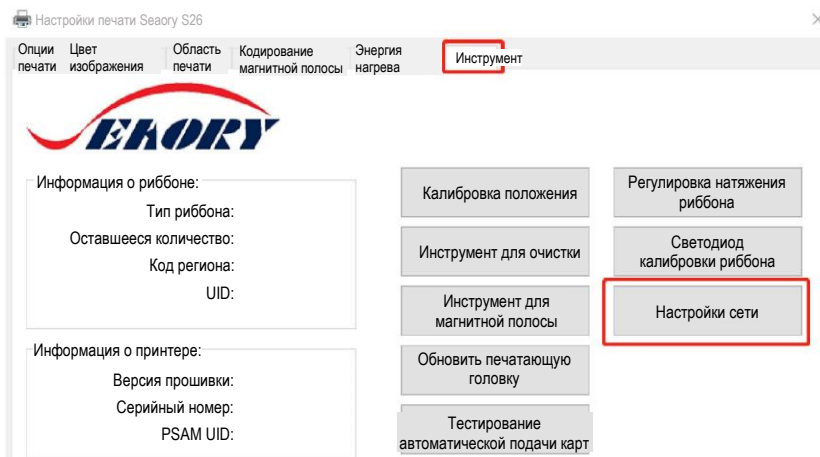 Настройки печати Seaory S26
Опции печати
Цвет изображения
Область печати
Кодирование магнитной полосы
Энергия нагрева
Инструмент
SEAORY
Информация о риббоне:
Тип риббона:
Оставшееся количество:
Код региона:
UID:
Информация о принтере:
Версия прошивки:
Серийный номер:
PSAM UID:
Калибровка положения
Инструмент для очистки
Инструмент для
магнитной полосы
Обновить печатающую
головку
Тестирование
автоматической подачи карт
Регулировка натяжения
риббона
Светодиод
калибровки риббона
Настройки сети